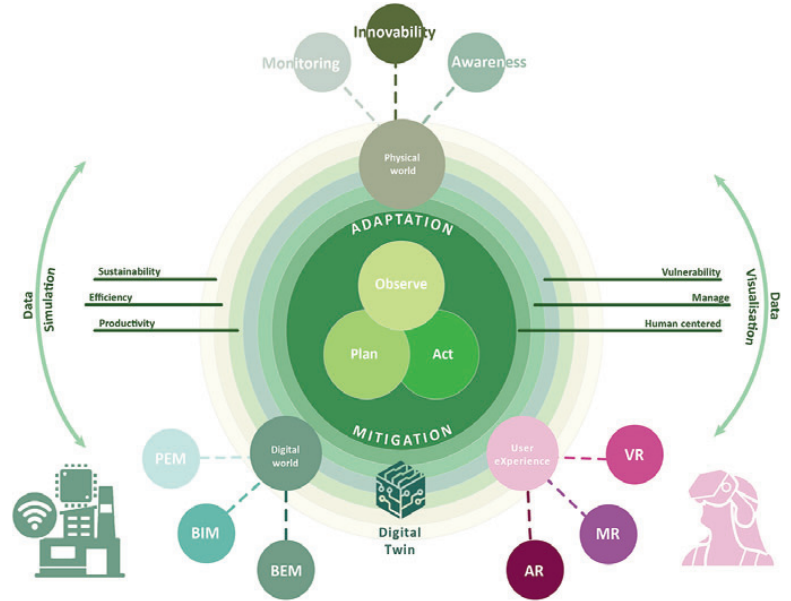 Innovability
Monitoring
Awareness
Physical
world
ADAPTATION
Observe
Plan
Act
MITIGATION
Data
Simulation
Sustainability
Efficiency
Productivity
Vulnerability
Manage
Human centered
Data
Visualisation
Digital
world
PEM
BIM
BEM
Digital
Twin
User
eXperience
VR
MR
AR